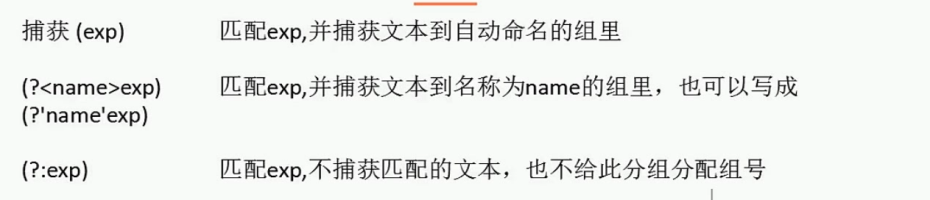 捕获 (exp) 匹配exp,并捕获文本到自动命名的组里
(?<name>exp) 匹配exp,并捕获文本到名称为name的组里，也可以写成
(?'name'exp)
(?:exp) 匹配exp,不捕获匹配的文本，也不给此分组分配组号